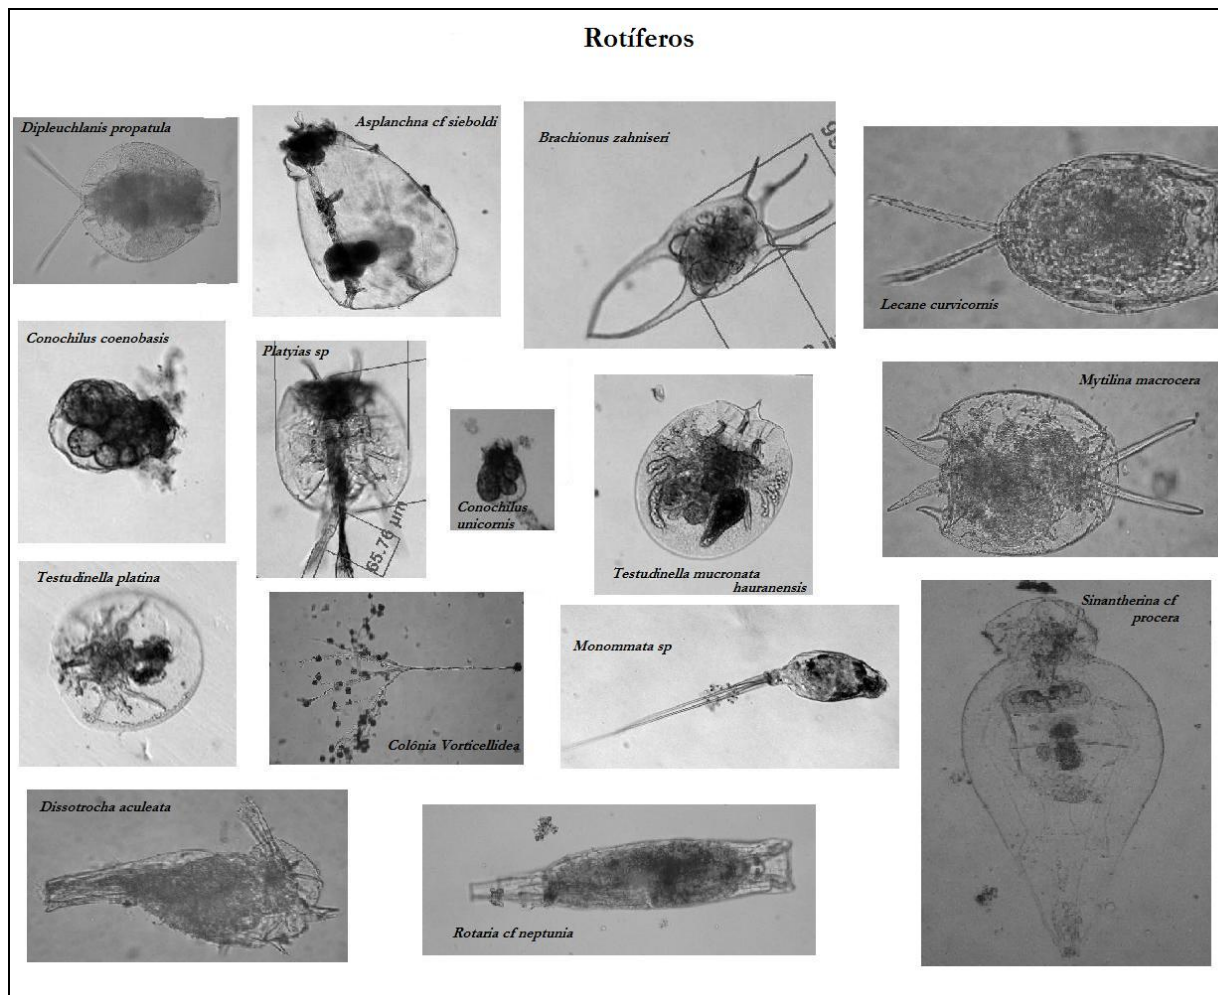 Rotíferos
Dipleuchlanis propatula
Asplanchna cf sieboldi
Brachionus zahniseri
Lecane curvicornis
Conochilus coenobasis
Platyias sp
65.76 µm
Conochilus
unicornis
Testudinella mucronata
hauranensis
Mytilina macrocera
Testudinella platina
Colônia Vorticellidea
Monommata sp
Sinantherina cf
procera
Dissotrocha aculeata
Rotaria cf neptunia